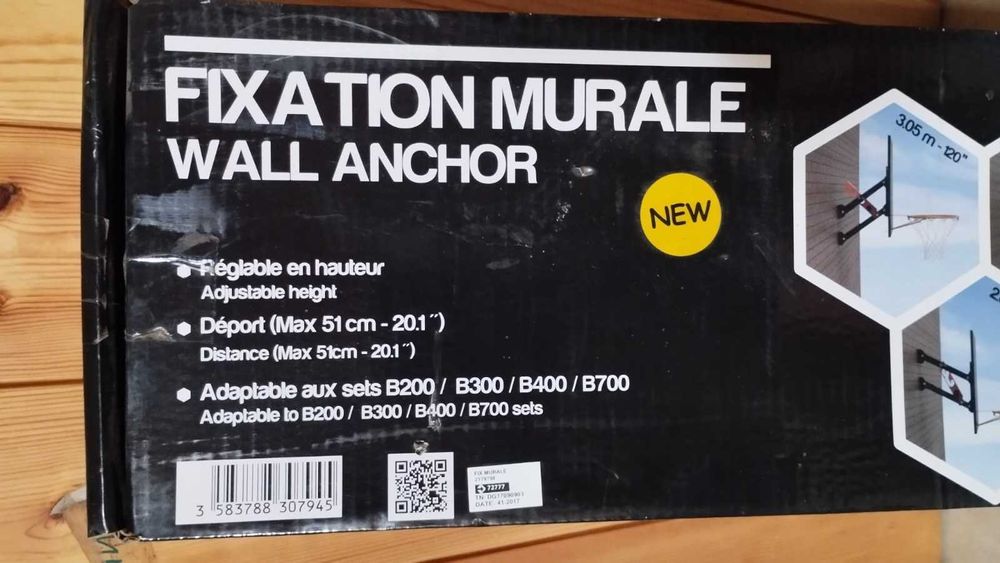 FIXATION MURALE
WALL ANCHOR
NEW
3.05 m - 120"
Réglable en hauteur
Adjustable height
Déport (Max 51 cm - 20.1˝)
Distance (Max 51cm - 20.1˝)
Adaptable aux sets B200 / B300 / B400 / B700
Adaptable to B200 / B300 / B400 / B700 sets
3 583788 307945
FIX MURALE
72777
DATE: 41.2017